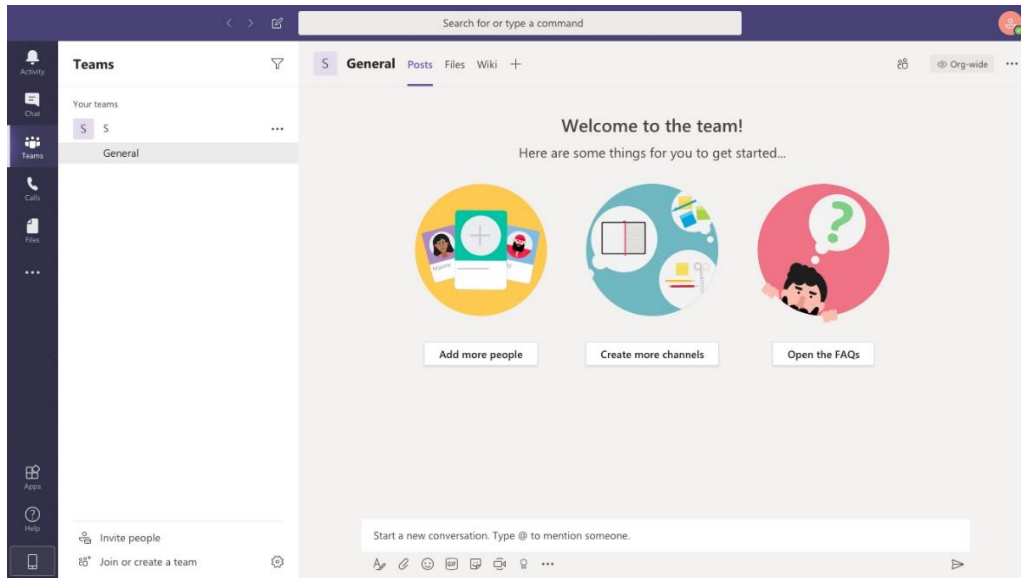 Search for or type a command
Activity
Chat
Teams
Calls
Files
Apps
Help
Teams
Your teams
S S
General
Invite people
Join or create a team
S General Posts Files Wiki
Org-wide
Welcome to the team!
Here are some things for you to get started...
Maxine
Add more people
Create more channels
Open the FAQs
Start a new conversation. Type @ to mention someone.
GIF